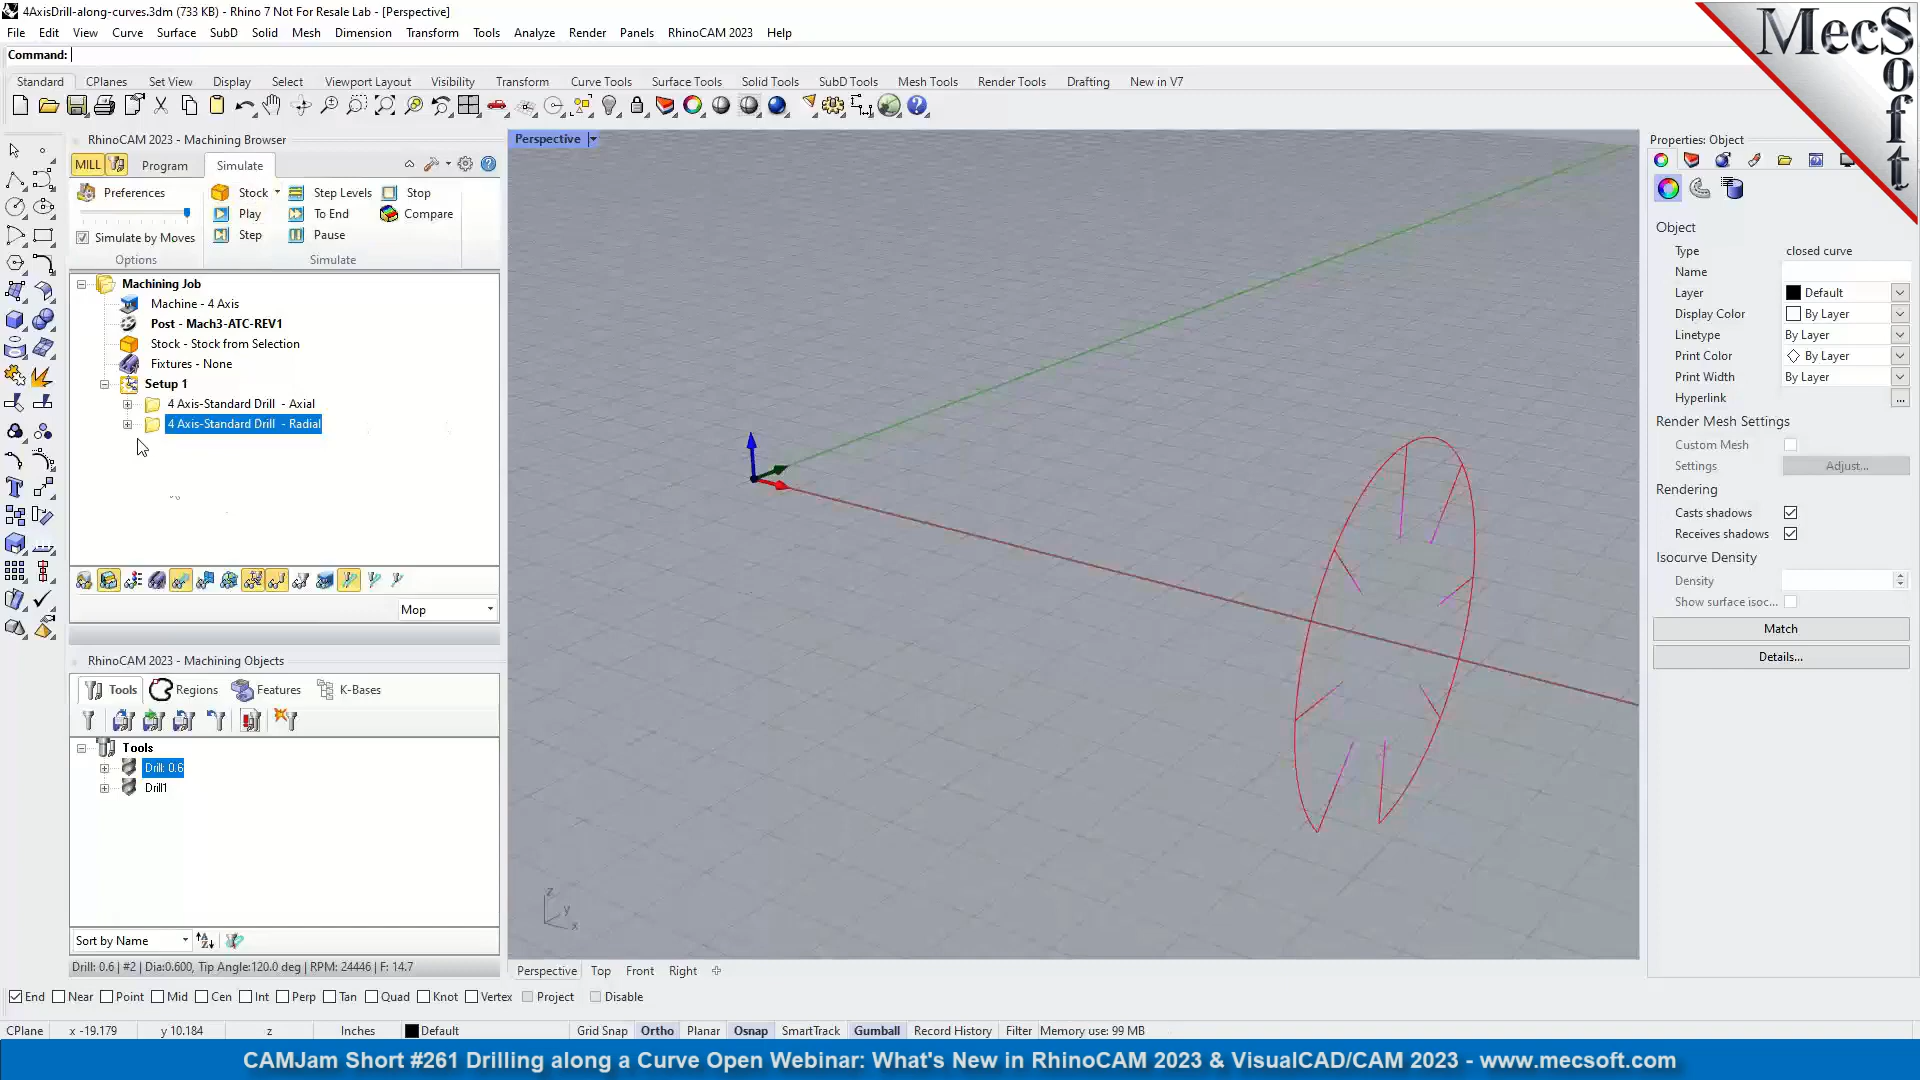 4AxisDrill-along-curves.3dm (733 KB) - Rhino 7 Not For Resale Lab - [Perspective]
File Edit View Curve Surface SubD Solid Mesh Dimension Transform Tools Analyze Render Panels RhinoCAM 2023 Help
Command:
Standard CPlanes Set View Display Select Viewport Layout Visibility Transform Curve Tools Surface Tools Solid Tools SubD Tools Mesh Tools Render Tools Drafting New in V7
MecSoft
RhinoCAM 2023 - Machining Browser
MILL Program Simulate
Preferences Stock Step Levels Stop
Play To End Compare
Simulate by Moves Step Pause
Options Simulate
Machining Job
Machine - 4 Axis
Post - Mach3-ATC-REV1
Stock - Stock from Selection
Fixtures - None
Setup 1
4 Axis-Standard Drill - Axial
4 Axis-Standard Drill - Radial
Mop
RhinoCAM 2023 - Machining Objects
Tools Regions Features K-Bases
Tools
Drill: 0.6
Drill1
Sort by Name
Drill: 0.6 | #2 | Dia:0.600, Tip Angle:120.0 deg | RPM: 24446 | F: 14.7
Perspective
z
y
x
Perspective Top Front Right
Properties: Object
Object
Type closed curve
Name
Layer Default
Display Color By Layer
Linetype By Layer
Print Color By Layer
Print Width By Layer
Hyperlink ...
Render Mesh Settings
Custom Mesh
Settings Adjust...
Rendering
Casts shadows
Receives shadows
Isocurve Density
Density
Show surface isoc...
Match
Details...
End Near Point Mid Cen Int Perp Tan Quad Knot Vertex Project Disable
CPlane x -19.179 y 10.184 z Inches Default Grid Snap Ortho Planar Osnap SmartTrack Gumball Record History Filter Memory use: 99 MB
CAMJam Short #261 Drilling along a Curve Open Webinar: What's New in RhinoCAM 2023 & VisualCAD/CAM 2023 - www.mecsoft.com